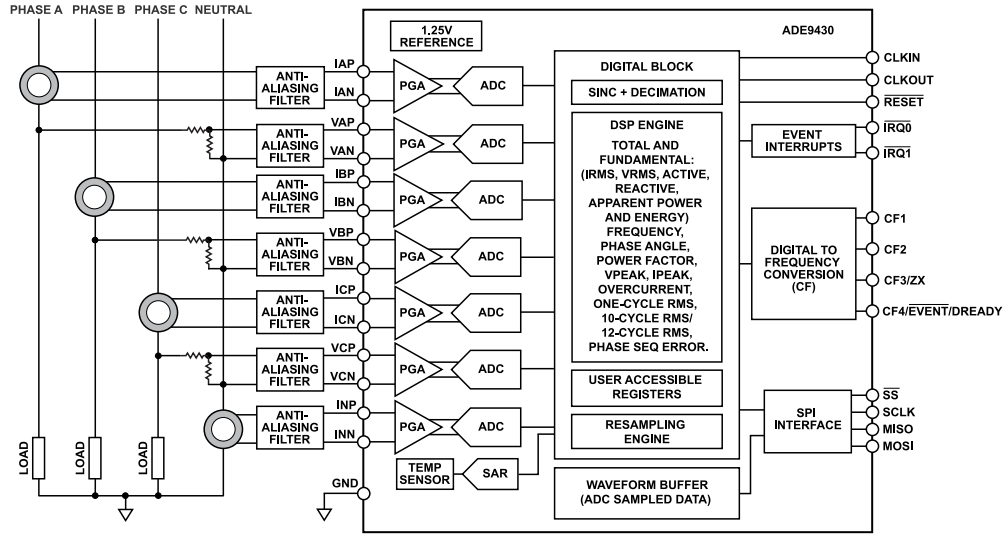 PHASE A PHASE B PHASE C NEUTRAL
1.25V
REFERENCE
ADE9430
IAP
IAN
ANTI-
ALIASING
FILTER
PGA
ADC
VAP
VAN
ANTI-
ALIASING
FILTER
PGA
ADC
IBP
IBN
ANTI-
ALIASING
FILTER
PGA
ADC
VBP
VBN
ANTI-
ALIASING
FILTER
PGA
ADC
ICP
ICN
ANTI-
ALIASING
FILTER
PGA
ADC
VCP
VCN
ANTI-
ALIASING
FILTER
PGA
ADC
INP
INN
ANTI-
ALIASING
FILTER
PGA
ADC
LOAD
LOAD
LOAD
GND
TEMP
SENSOR
SAR
DIGITAL BLOCK
SINC + DECIMATION
DSP ENGINE
TOTAL AND
FUNDAMENTAL:
(IRMS, VRMS, ACTIVE,
REACTIVE,
APPARENT POWER
AND ENERGY)
FREQUENCY,
PHASE ANGLE,
POWER FACTOR,
VPEAK, IPEAK,
OVERCURRENT,
ONE-CYCLE RMS,
10-CYCLE RMS/
12-CYCLE RMS,
PHASE SEQ ERROR.
USER ACCESSIBLE
REGISTERS
RESAMPLING
ENGINE
WAVEFORM BUFFER
(ADC SAMPLED DATA)
EVENT
INTERRUPTS
DIGITAL TO
FREQUENCY
CONVERSION
(CF)
SPI
INTERFACE
CLKIN
CLKOUT
RESET
IRQ0
IRQ1
CF1
CF2
CF3/ZX
CF4/EVENT/DREADY
SS
SCLK
MISO
MOSI